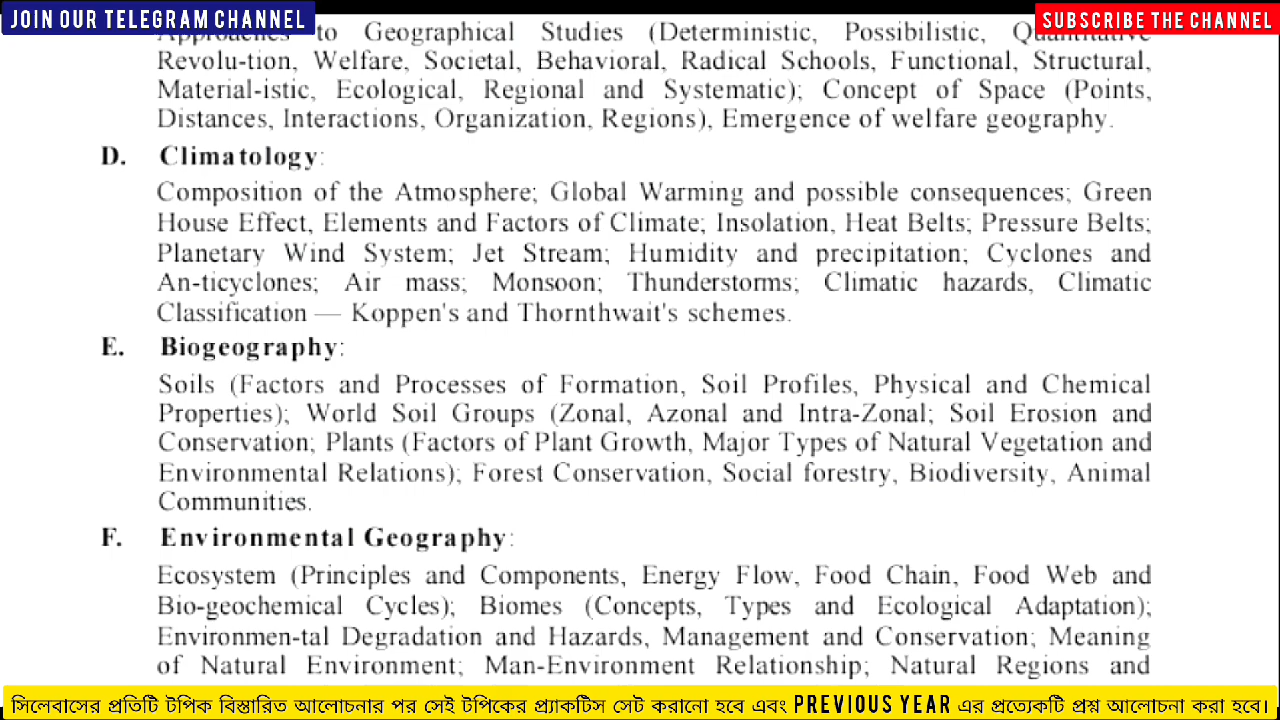 JOIN OUR TELEGRAM CHANNEL
SUBSCRIBE THE CHANNEL
Approaches to Geographical Studies (Deterministic, Possibilistic, Quantitative
Revolu-tion, Welfare, Societal, Behavioral, Radical Schools, Functional, Structural,
Material-istic, Ecological, Regional and Systematic); Concept of Space (Points,
Distances, Interactions, Organization, Regions), Emergence of welfare geography.
D. Climatology:
Composition of the Atmosphere; Global Warming and possible consequences; Green
House Effect, Elements and Factors of Climate; Insolation, Heat Belts; Pressure Belts;
Planetary Wind System; Jet Stream; Humidity and precipitation; Cyclones and
An-ticyclones; Air mass; Monsoon; Thunderstorms; Climatic hazards, Climatic
Classification — Koppen's and Thornthwait's schemes.
E. Biogeography:
Soils (Factors and Processes of Formation, Soil Profiles, Physical and Chemical
Properties); World Soil Groups (Zonal, Azonal and Intra-Zonal; Soil Erosion and
Conservation; Plants (Factors of Plant Growth, Major Types of Natural Vegetation and
Environmental Relations); Forest Conservation, Social forestry, Biodiversity, Animal
Communities.
F. Environmental Geography:
Ecosystem (Principles and Components, Energy Flow, Food Chain, Food Web and
Bio-geochemical Cycles); Biomes (Concepts, Types and Ecological Adaptation);
Environmen-tal Degradation and Hazards, Management and Conservation; Meaning
of Natural Environment; Man-Environment Relationship; Natural Regions and
সিলেবাসের প্রতিটি টপিক বিস্তারিত আলোচনার পর সেই টপিকের প্র্যাকটিস সেট করানো হবে এবং PREVIOUS YEAR এর প্রত্যেকটি প্রশ্ন আলোচনা করা হবে।